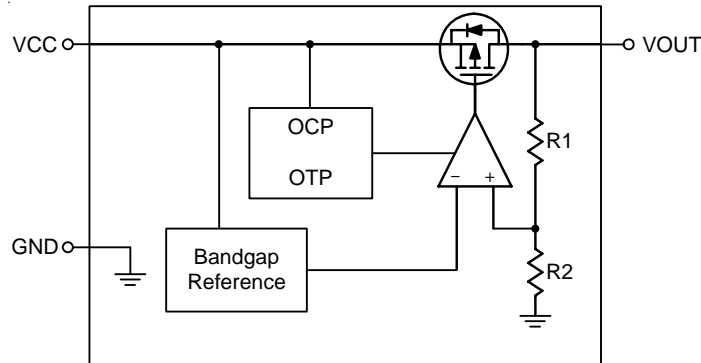 VCC
VOUT
OCP
OTP
R1
− +
GND
Bandgap
Reference
R2